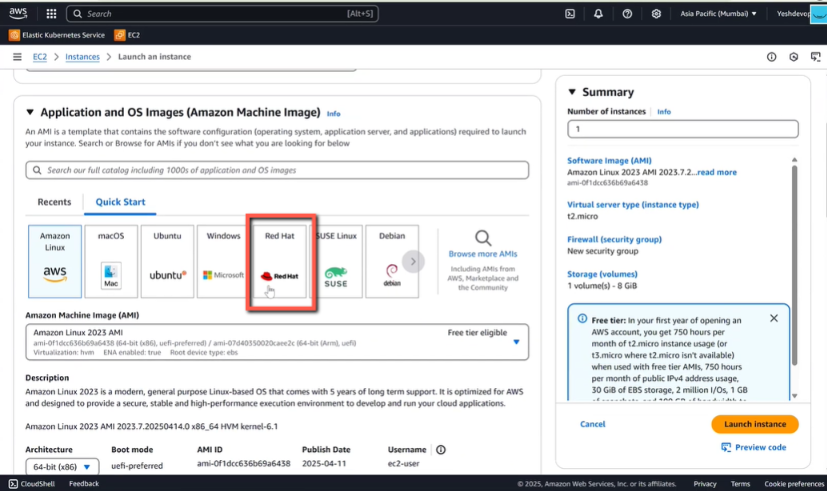 aws
Search
[Alt+S]
Asia Pacific (Mumbai)
Elastic Kubernetes Service
EC2
EC2
Instances
Launch an instance
Application and OS Images (Amazon Machine Image)
Info
An AMI is a template that contains the software configuration (operating system, application server, and applications) required to launch
your instance. Search or Browse for AMIs if you don't see what you are looking for below
Search our full catalog including 1000s of application and OS images
Recents
Quick Start
Amazon
Linux
aws
macOS
Mac
Ubuntu
ubuntu
Windows
Microsoft
Red Hat
Red Hat
SUSE Linux
SUSE
Debian
debian
Browse more AMIs
Including AMIs from
AWS, Marketplace and
the Community
Amazon Machine Image (AMI)
Amazon Linux 2023 AMI
Free tier eligible
ami-0f1dcc636b69a6438 (64-bit (x86), uefi-preferred) / ami-07d40350020caee2c (64-bit (Arm), uefi)
Virtualization: hvm ENA enabled: true Root device type: ebs
Description
Amazon Linux 2023 is a modern, general purpose Linux-based OS that comes with 5 years of long term support. It is optimized for AWS
and designed to provide a secure, stable and high-performance execution environment to develop and run your cloud applications.
Amazon Linux 2023 AMI 2023.7.20250414.0 x86_64 HVM kernel-6.1
Architecture
Boot mode
AMI ID
Publish Date
Username
64-bit (x86)
uefi-preferred
ami-0f1dcc636b69a6438
2025-04-11
ec2-user
Summary
Number of instances
Info
1
Software Image (AMI)
Amazon Linux 2023 AMI 2023.7.2...read more
ami-0f1dcc636b69a6438
Virtual server type (instance type)
t2.micro
Firewall (security group)
New security group
Storage (volumes)
1 volume(s) - 8 GiB
Free tier: In your first year of opening an
AWS account, you get 750 hours per
month of t2.micro instance usage (or
t3.micro where t2.micro isn't available)
when used with free tier AMIs, 750 hours
per month of public IPv4 address usage,
30 GiB of EBS storage, 2 million I/Os, 1 GB
Cancel
Launch instance
Preview code
CloudShell
Feedback
© 2025, Amazon Web Services, Inc. or its affiliates.
Privacy
Terms
Cookie preferences